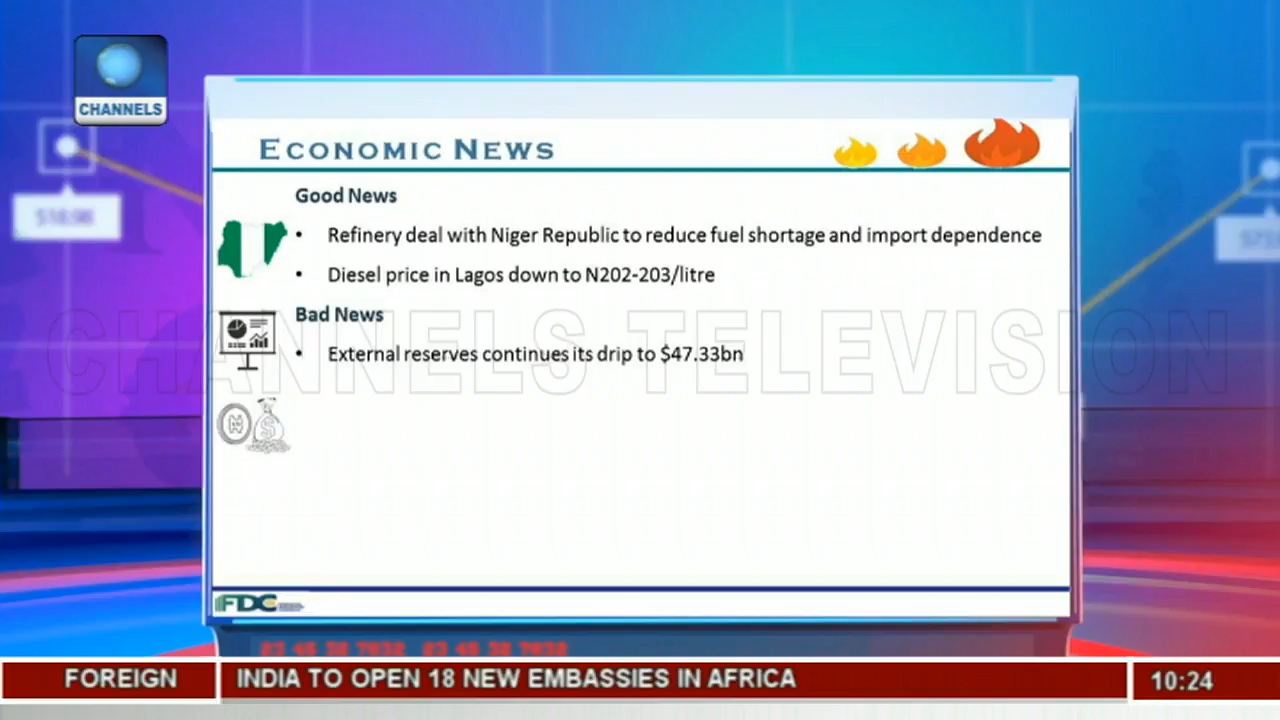 CHANNELS
ECONOMIC NEWS
Good News
• Refinery deal with Niger Republic to reduce fuel shortage and import dependence
• Diesel price in Lagos down to N202-203/litre
Bad News
• External reserves continues its drip to $47.33bn
CHANNELS TELEVISION
FDC
FOREIGN
INDIA TO OPEN 18 NEW EMBASSIES IN AFRICA
10:24